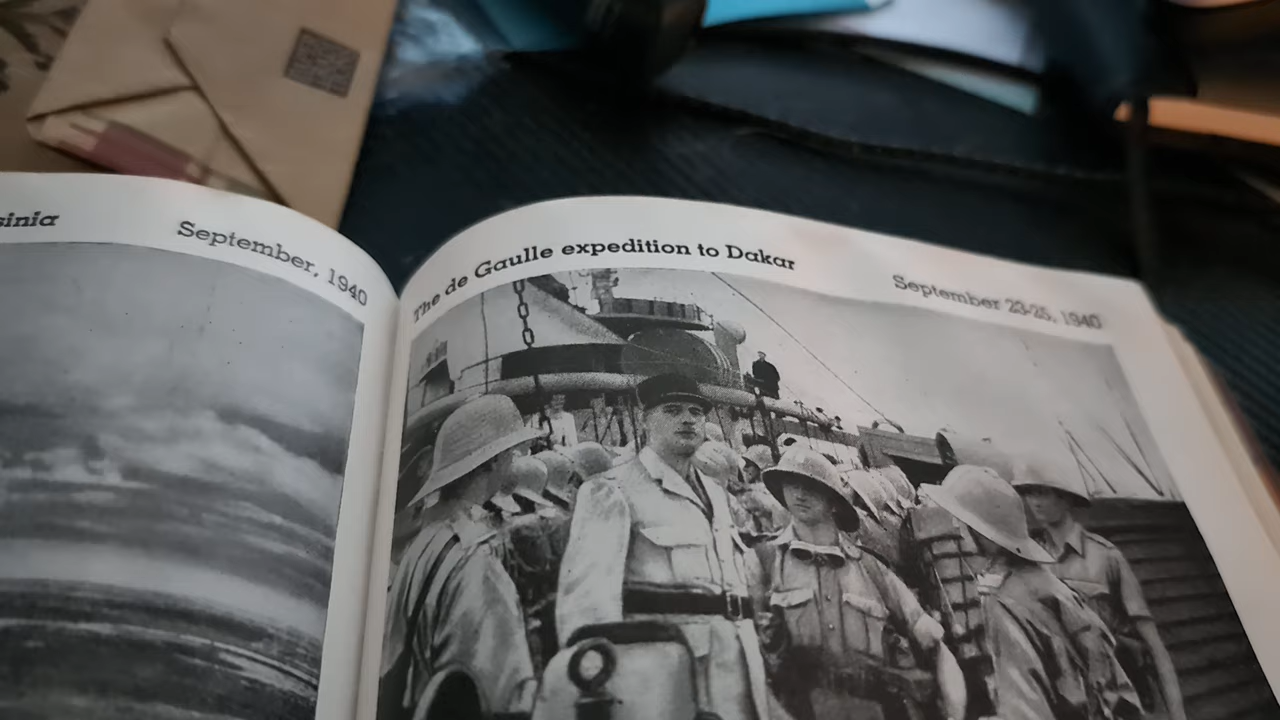 sinia
September, 1940
The de Gaulle expedition to Dakar
September 23-25, 1940